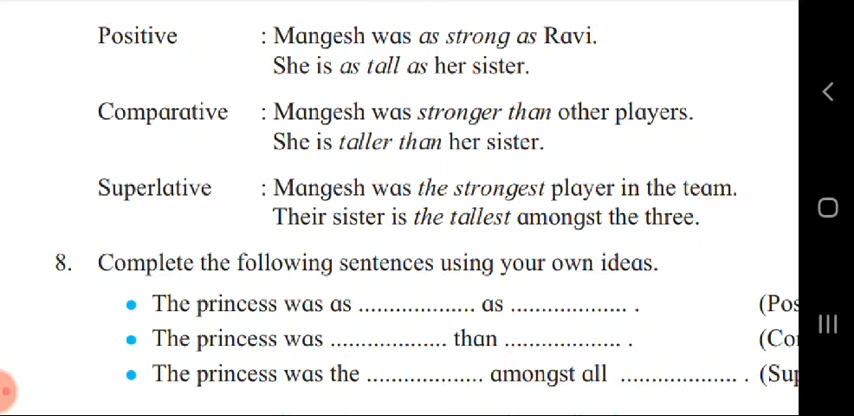 Positive : Mangesh was as strong as Ravi.
She is as tall as her sister.
Comparative : Mangesh was stronger than other players.
She is taller than her sister.
Superlative : Mangesh was the strongest player in the team.
Their sister is the tallest amongst the three.
8. Complete the following sentences using your own ideas.
• The princess was as ................... as ................... . (Pos
• The princess was ................... than ................... . (Co
• The princess was the ................... amongst all ................... . (Sup